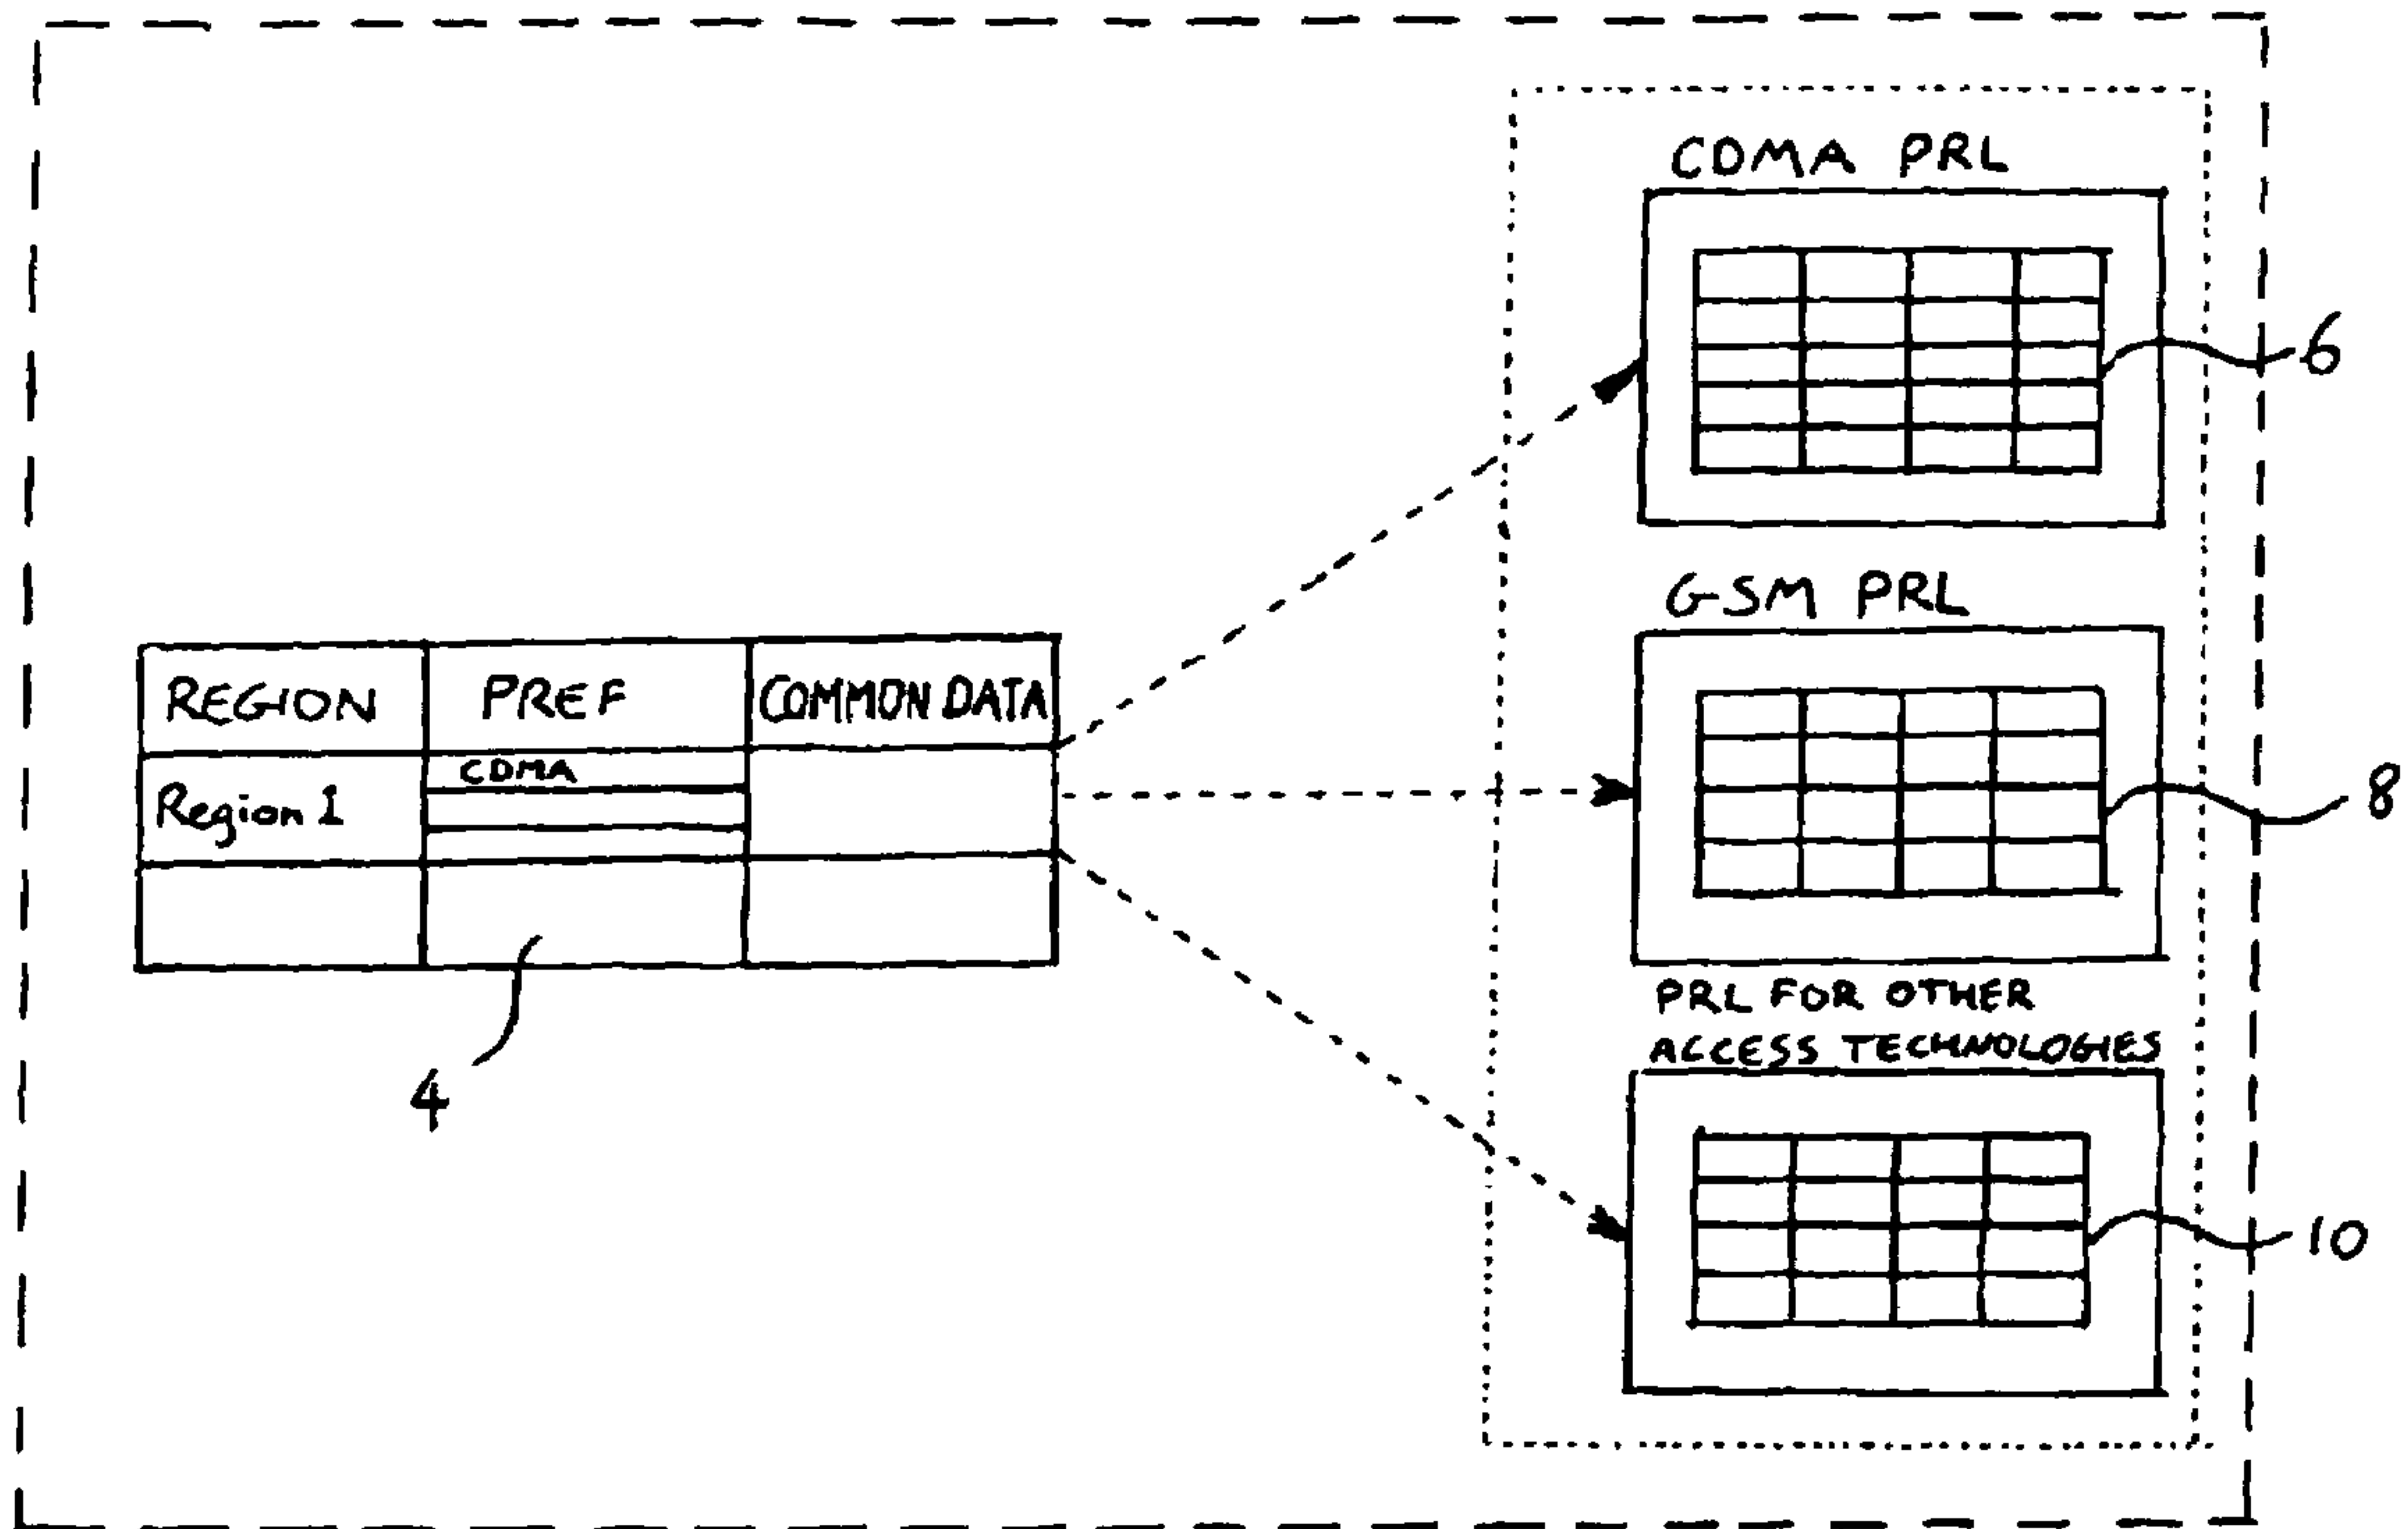 CDMA PRL
6
GSM PRL
REGION PREF COMMON DATA
CDMA
Region 1
8
4
PRL FOR OTHER
ACCESS TECHNOLOGIES
10